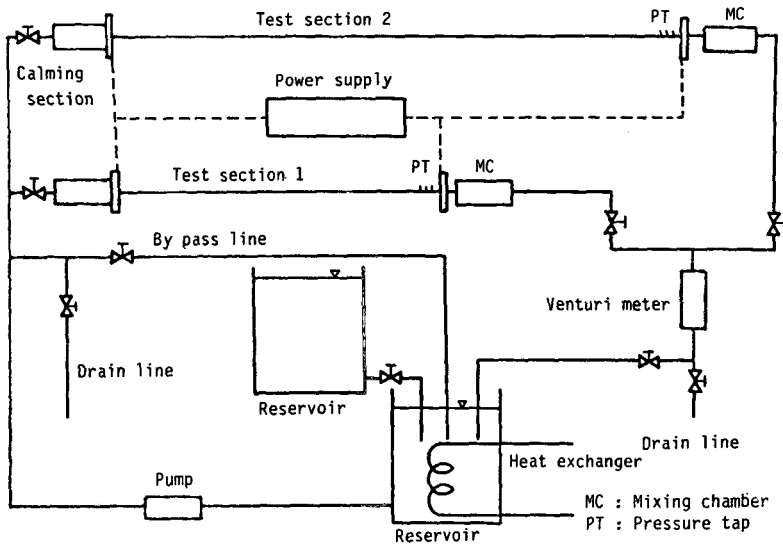 Test section 2
PT
MC
Calming
section
Power supply
Test section 1
PT
MC
By pass line
Venturi meter
Drain line
Reservoir
Drain line
Heat exchanger
Pump
MC : Mixing chamber
PT : Pressure tap
Reservoir